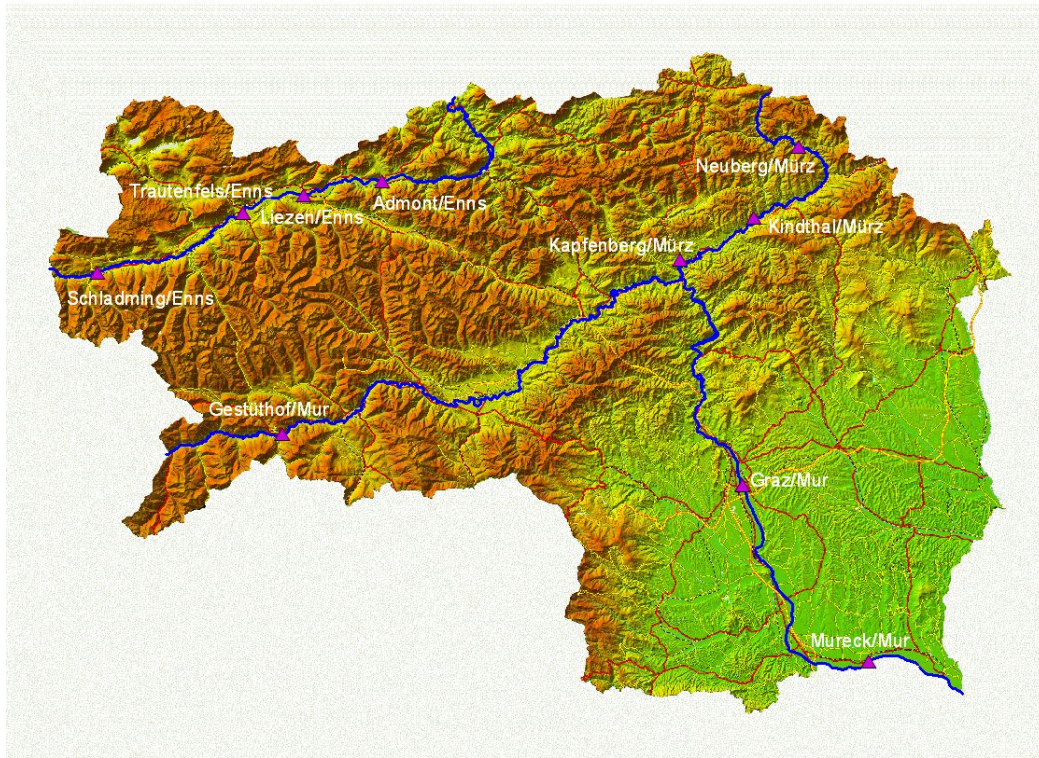 Neuberg/Mürz
Trautenfels/Enns
Admont/Enns
Liezen/Enns
Kindthal/Mürz
Kapfenberg/Mürz
Schladming/Enns
Gestüthof/Mur
Graz/Mur
Mureck/Mur